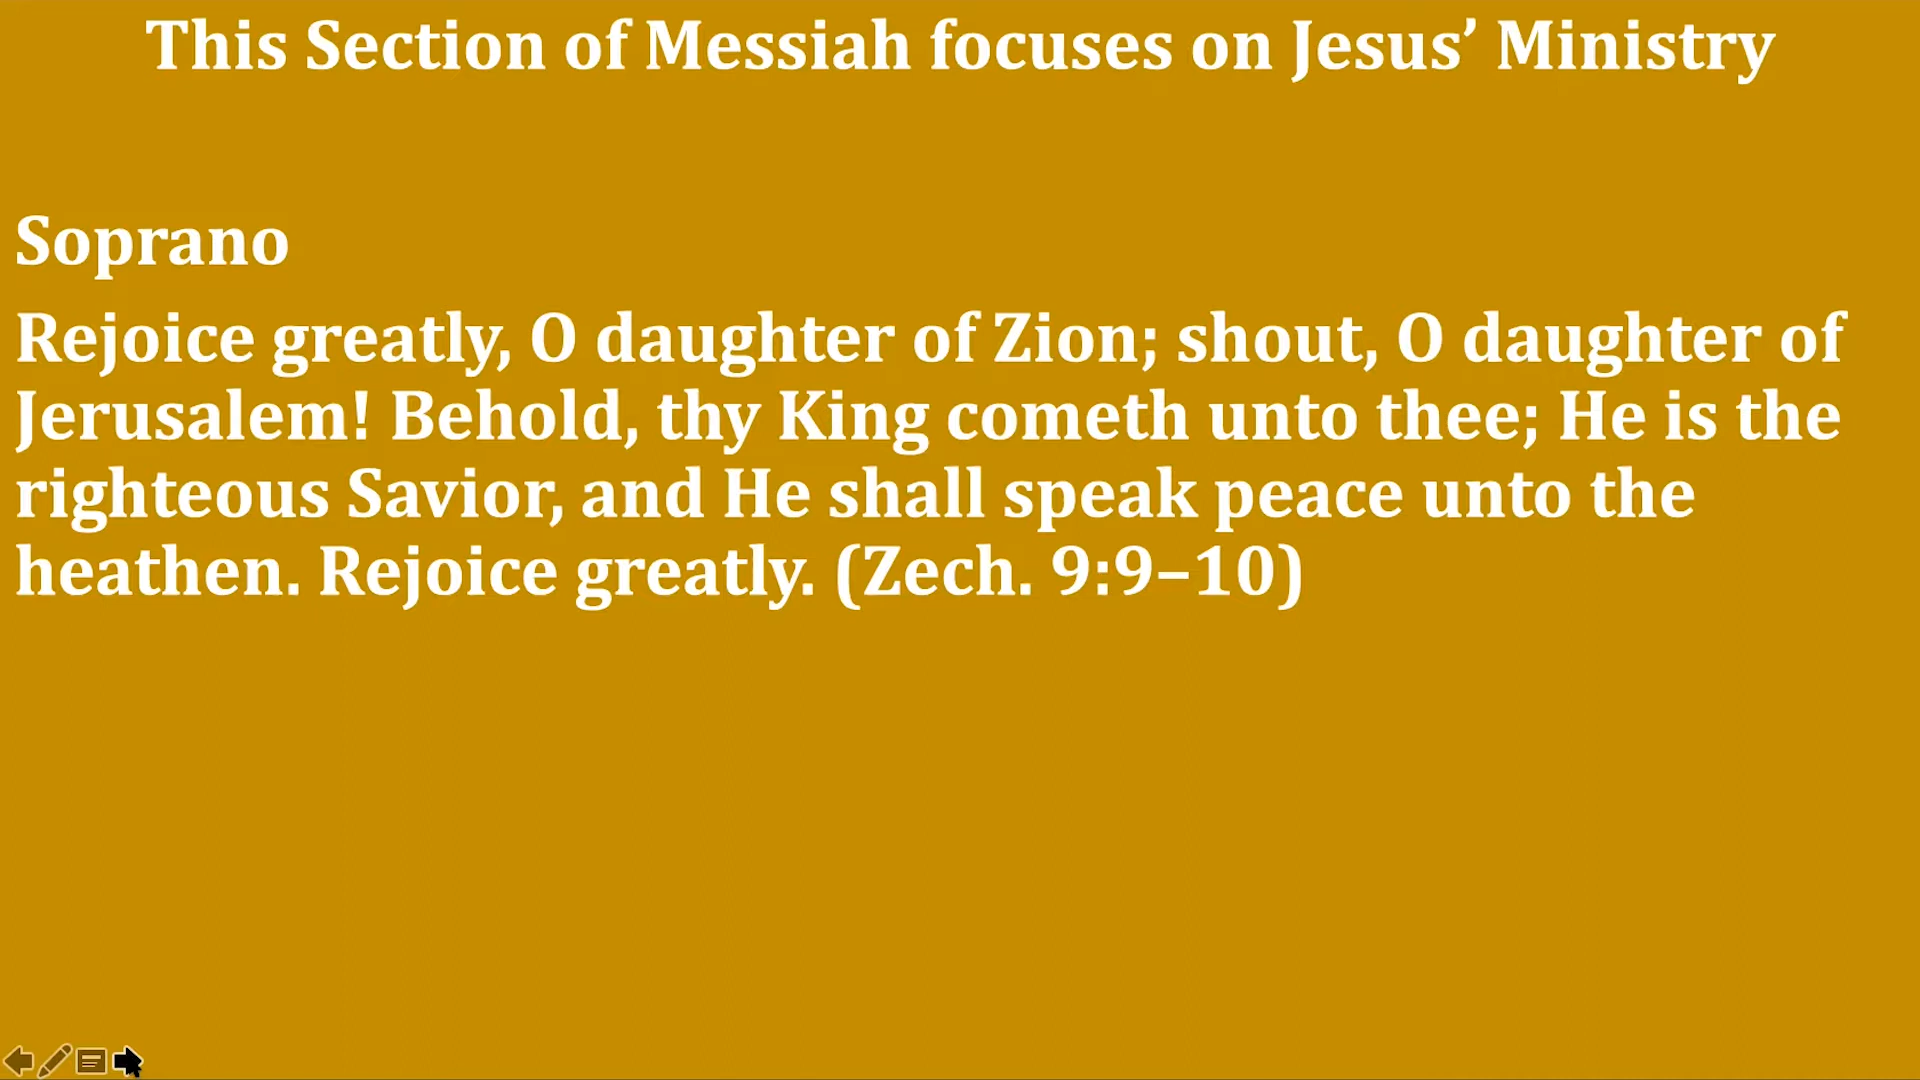 This Section of Messiah focuses on Jesus’ Ministry
Soprano
Rejoice greatly, O daughter of Zion; shout, O daughter of
Jerusalem! Behold, thy King cometh unto thee; He is the
righteous Savior, and He shall speak peace unto the
heathen. Rejoice greatly. (Zech. 9:9–10)